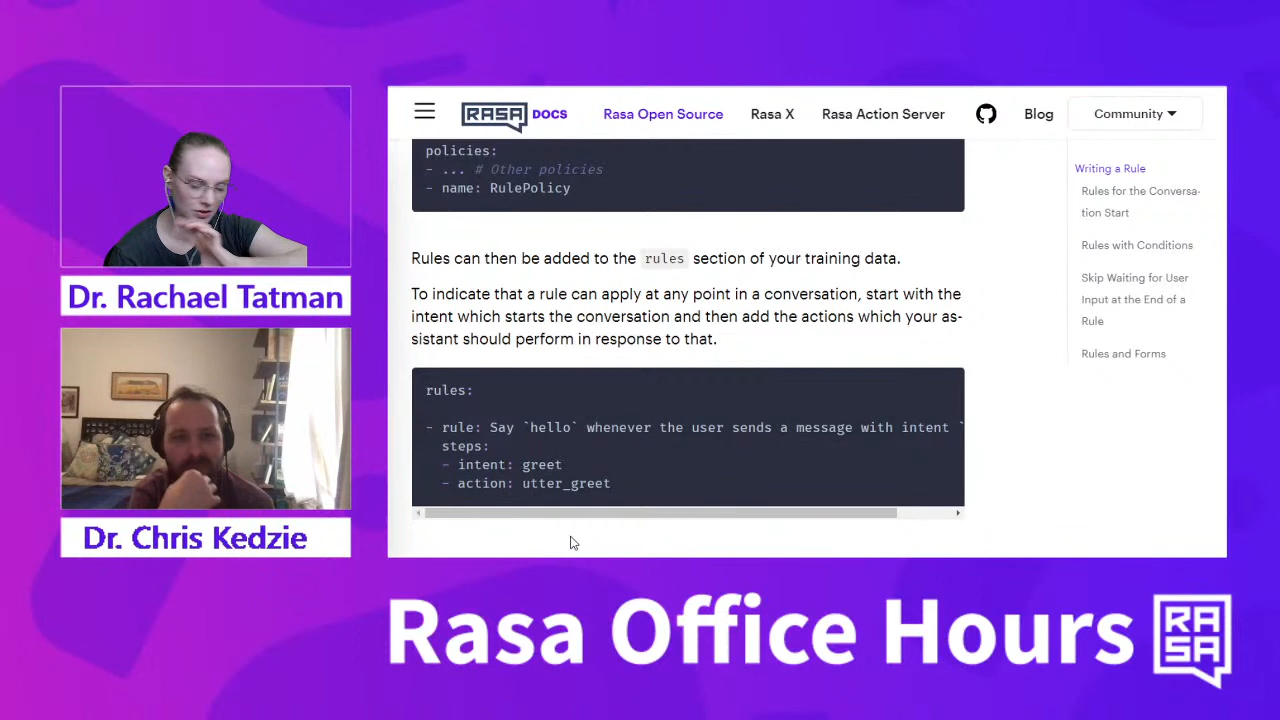 Dr. Rachael Tatman
Dr. Chris Kedzie
RASA DOCS
Rasa Open Source
Rasa X
Rasa Action Server
Blog
Community
policies:
- ... # Other policies
- name: RulePolicy
Rules can then be added to the rules section of your training data.
To indicate that a rule can apply at any point in a conversation, start with the
intent which starts the conversation and then add the actions which your as-
sistant should perform in response to that.
rules:
- rule: Say `hello` whenever the user sends a message with intent `
steps:
- intent: greet
- action: utter_greet
Writing a Rule
Rules for the Conversa-
tion Start
Rules with Conditions
Skip Waiting for User
Input at the End of a
Rule
Rules and Forms
Rasa Office Hours
RA
SA